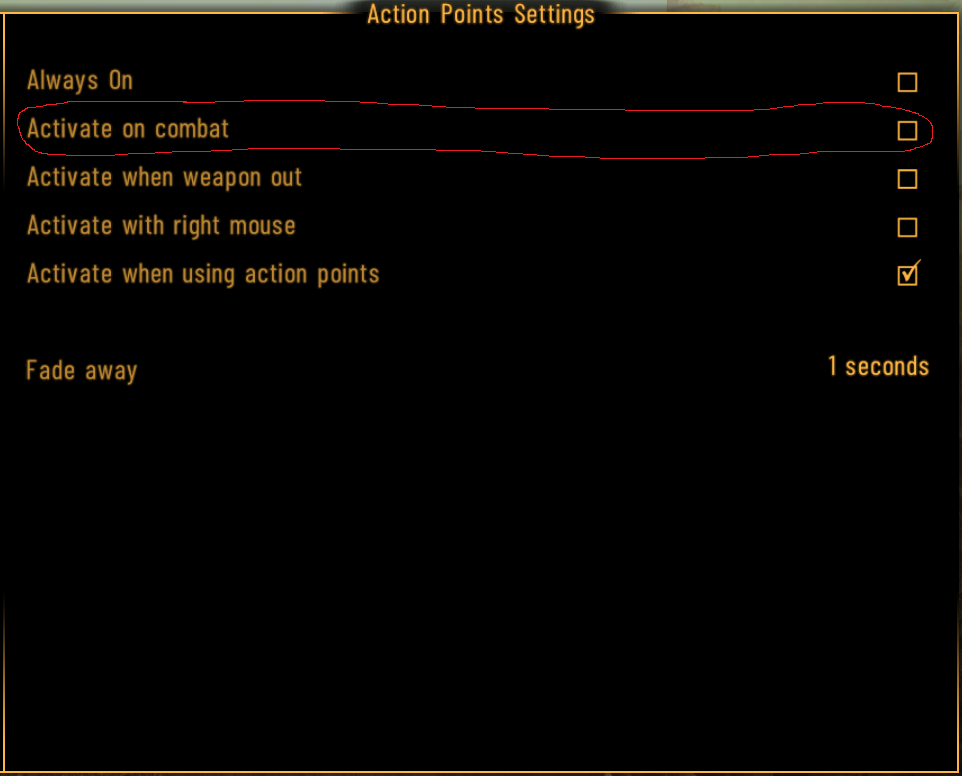 Action Points Settings
Always On
Activate on combat
Activate when weapon out
Activate with right mouse
Activate when using action points
Fade away 1 seconds